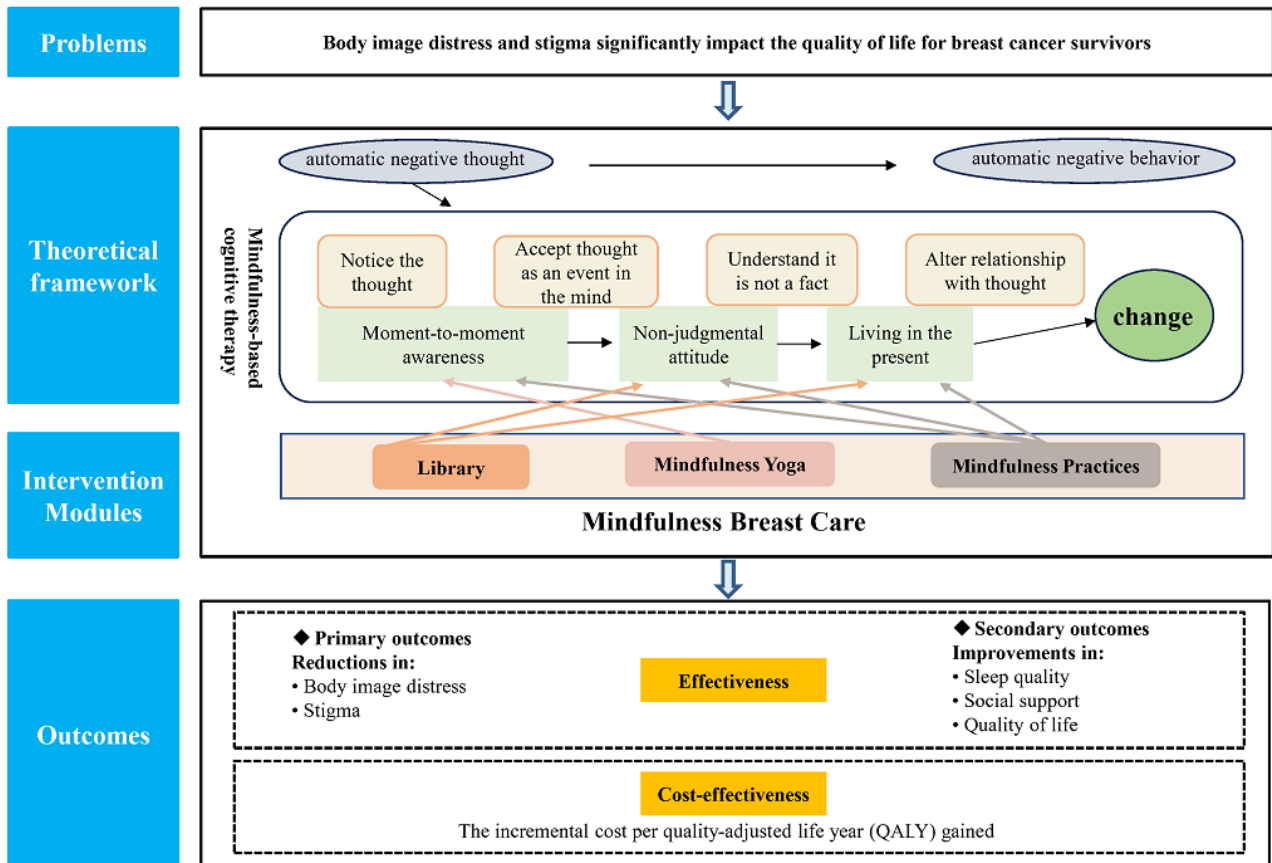 Problems
Body image distress and stigma significantly impact the quality of life for breast cancer survivors
Theoretical
framework
automatic negative thought
automatic negative behavior
Mindfulness-based
cognitive therapy
Notice the
thought
Accept thought
as an event in
the mind
Understand it
is not a fact
Alter relationship
with thought
change
Moment-to-moment
awareness
Non-judgmental
attitude
Living in the
present
Intervention
Modules
Library
Mindfulness Yoga
Mindfulness Practices
Mindfulness Breast Care
Outcomes
◆ Primary outcomes
Reductions in:
• Body image distress
• Stigma
Effectiveness
◆ Secondary outcomes
Improvements in:
• Sleep quality
• Social support
• Quality of life
Cost-effectiveness
The incremental cost per quality-adjusted life year (QALY) gained